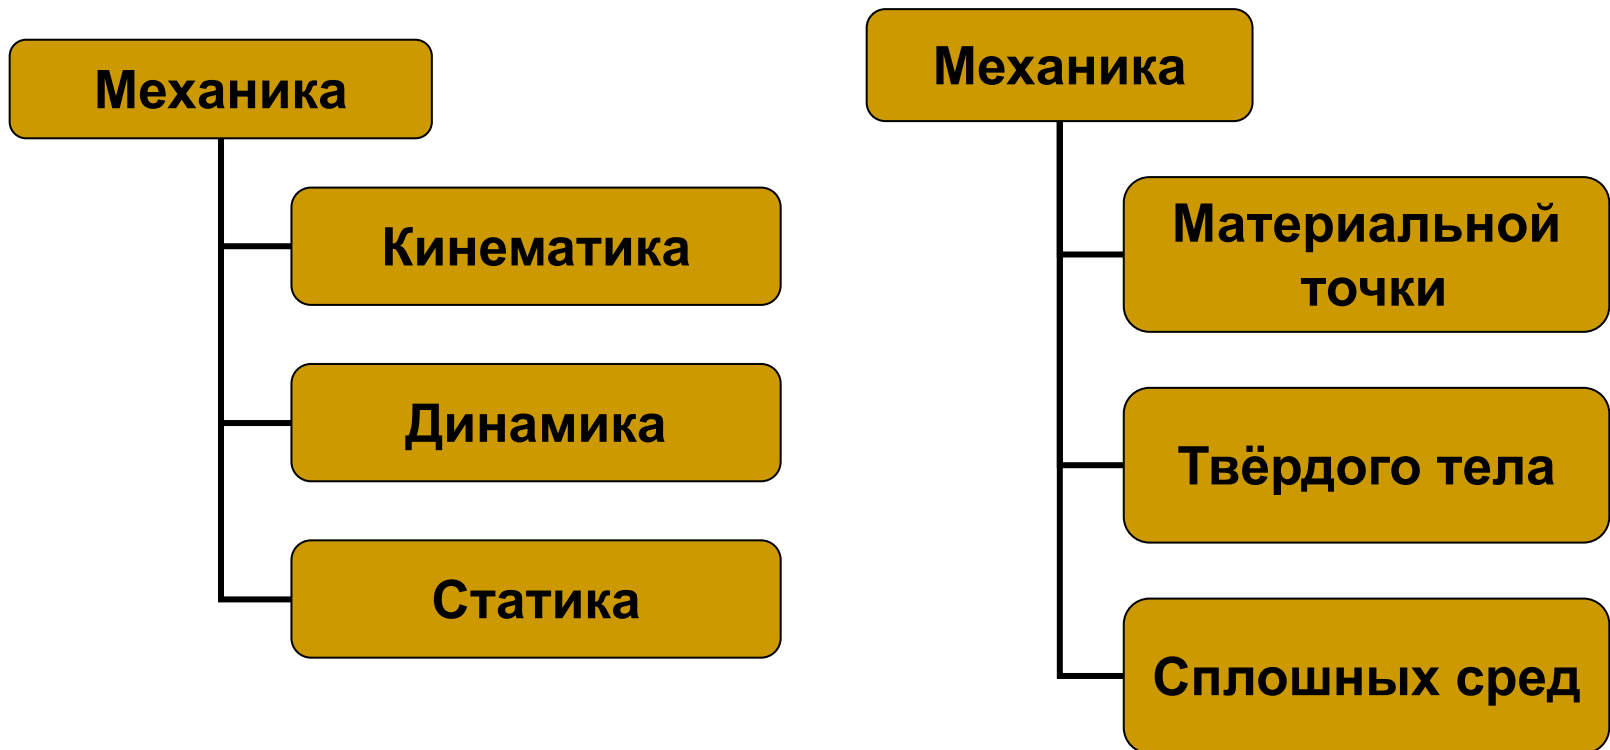 Механика
Кинематика
Динамика
Статика
Механика
Материальной
точки
Твёрдого тела
Сплошных сред